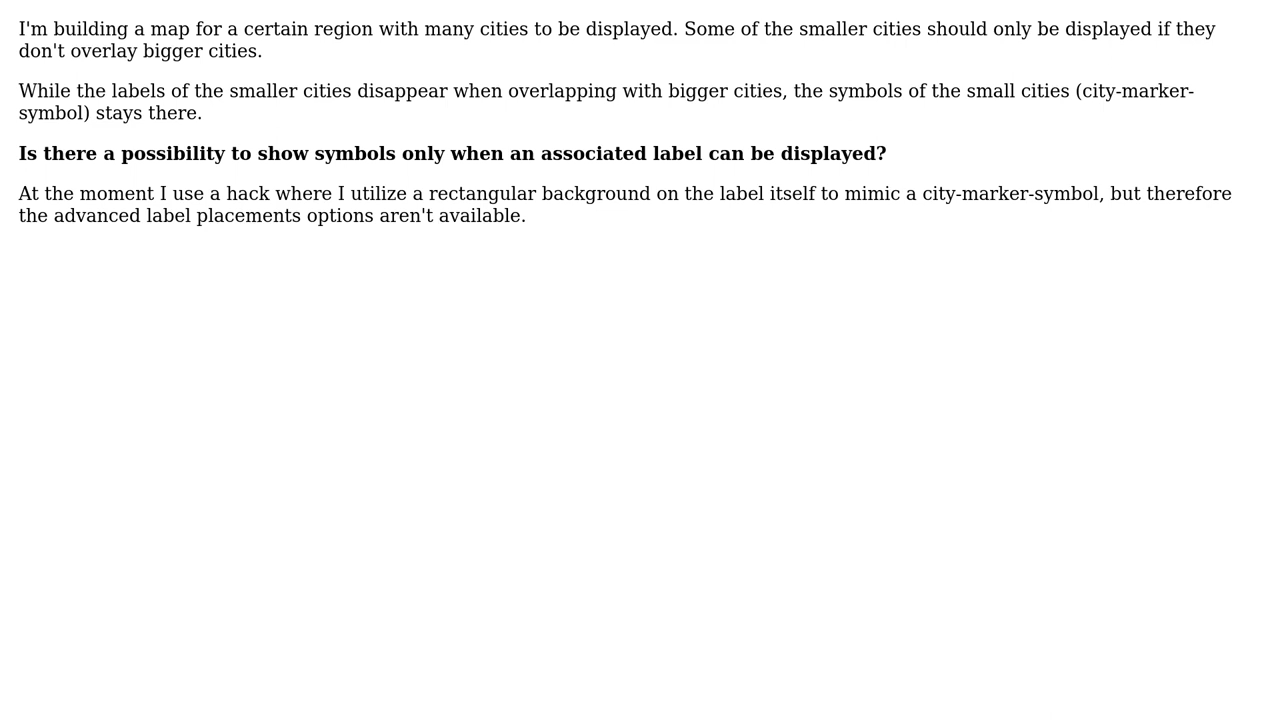 I'm building a map for a certain region with many cities to be displayed. Some of the smaller cities should only be displayed if they
don't overlay bigger cities.
While the labels of the smaller cities disappear when overlapping with bigger cities, the symbols of the small cities (city-marker-
symbol) stays there.
Is there a possibility to show symbols only when an associated label can be displayed?
At the moment I use a hack where I utilize a rectangular background on the label itself to mimic a city-marker-symbol, but therefore
the advanced label placements options aren't available.